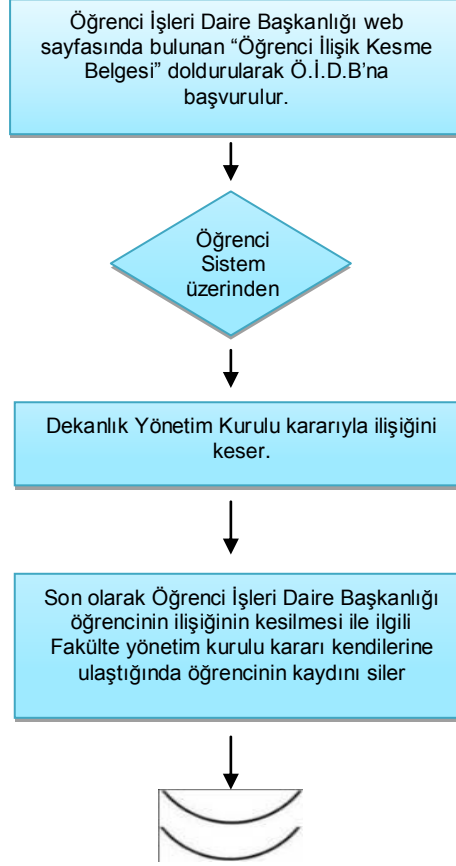 Öğrenci İşleri Daire Başkanlığı web
sayfasında bulunan “Öğrenci İlişik Kesme
Belgesi” doldurularak Ö.İ.D.B’na
başvurulur.
Öğrenci
Sistem
üzerinden
Dekanlık Yönetim Kurulu kararıyla ilişiğini
keser.
Son olarak Öğrenci İşleri Daire Başkanlığı
öğrencinin ilişiğinin kesilmesi ile ilgili
Fakülte yönetim kurulu kararı kendilerine
ulaştığında öğrencinin kaydını siler